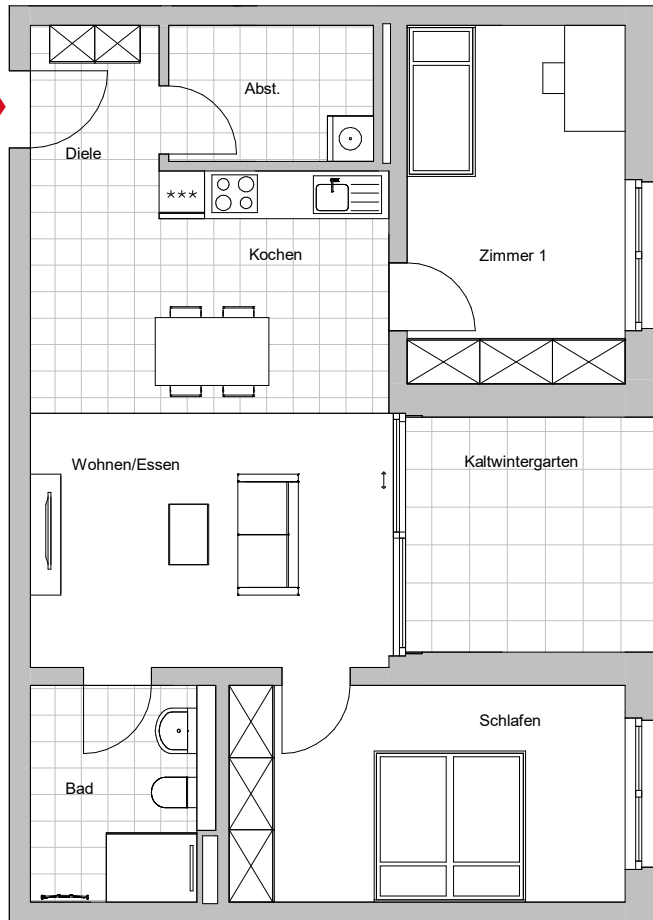 Abst.
Diele
***
Kochen
Zimmer 1
Wohnen/Essen
Kaltwintergarten
Schlafen
Bad